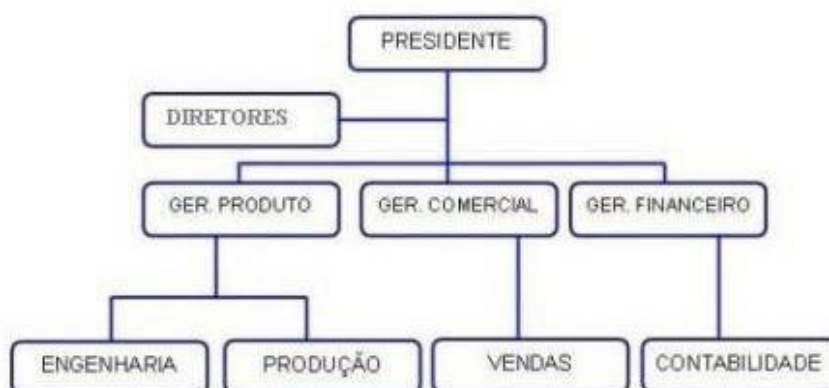 PRESIDENTE
DIRETORES
GER. PRODUTO
GER. COMERCIAL
GER. FINANCEIRO
ENGENHARIA
PRODUÇÃO
VENDAS
CONTABILIDADE